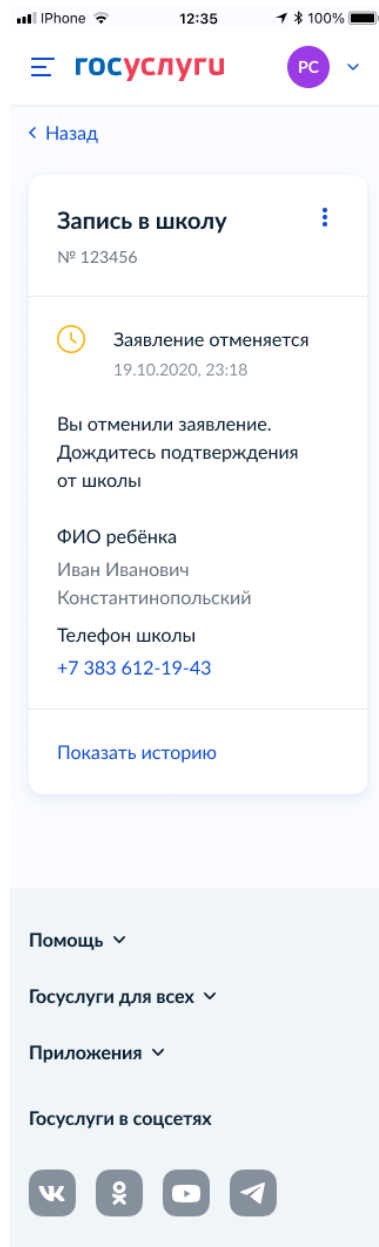 IPhone 12:35 100%
госуслуги РС
Назад
Запись в школу
№ 123456
Заявление отменяется
19.10.2020, 23:18
Вы отменили заявление.
Дождитесь подтверждения
от школы
ФИО ребёнка
Иван Иванович
Константинопольский
Телефон школы
+7 383 612-19-43
Показать историю
Помощь
Госуслуги для всех
Приложения
Госуслуги в соцсетях